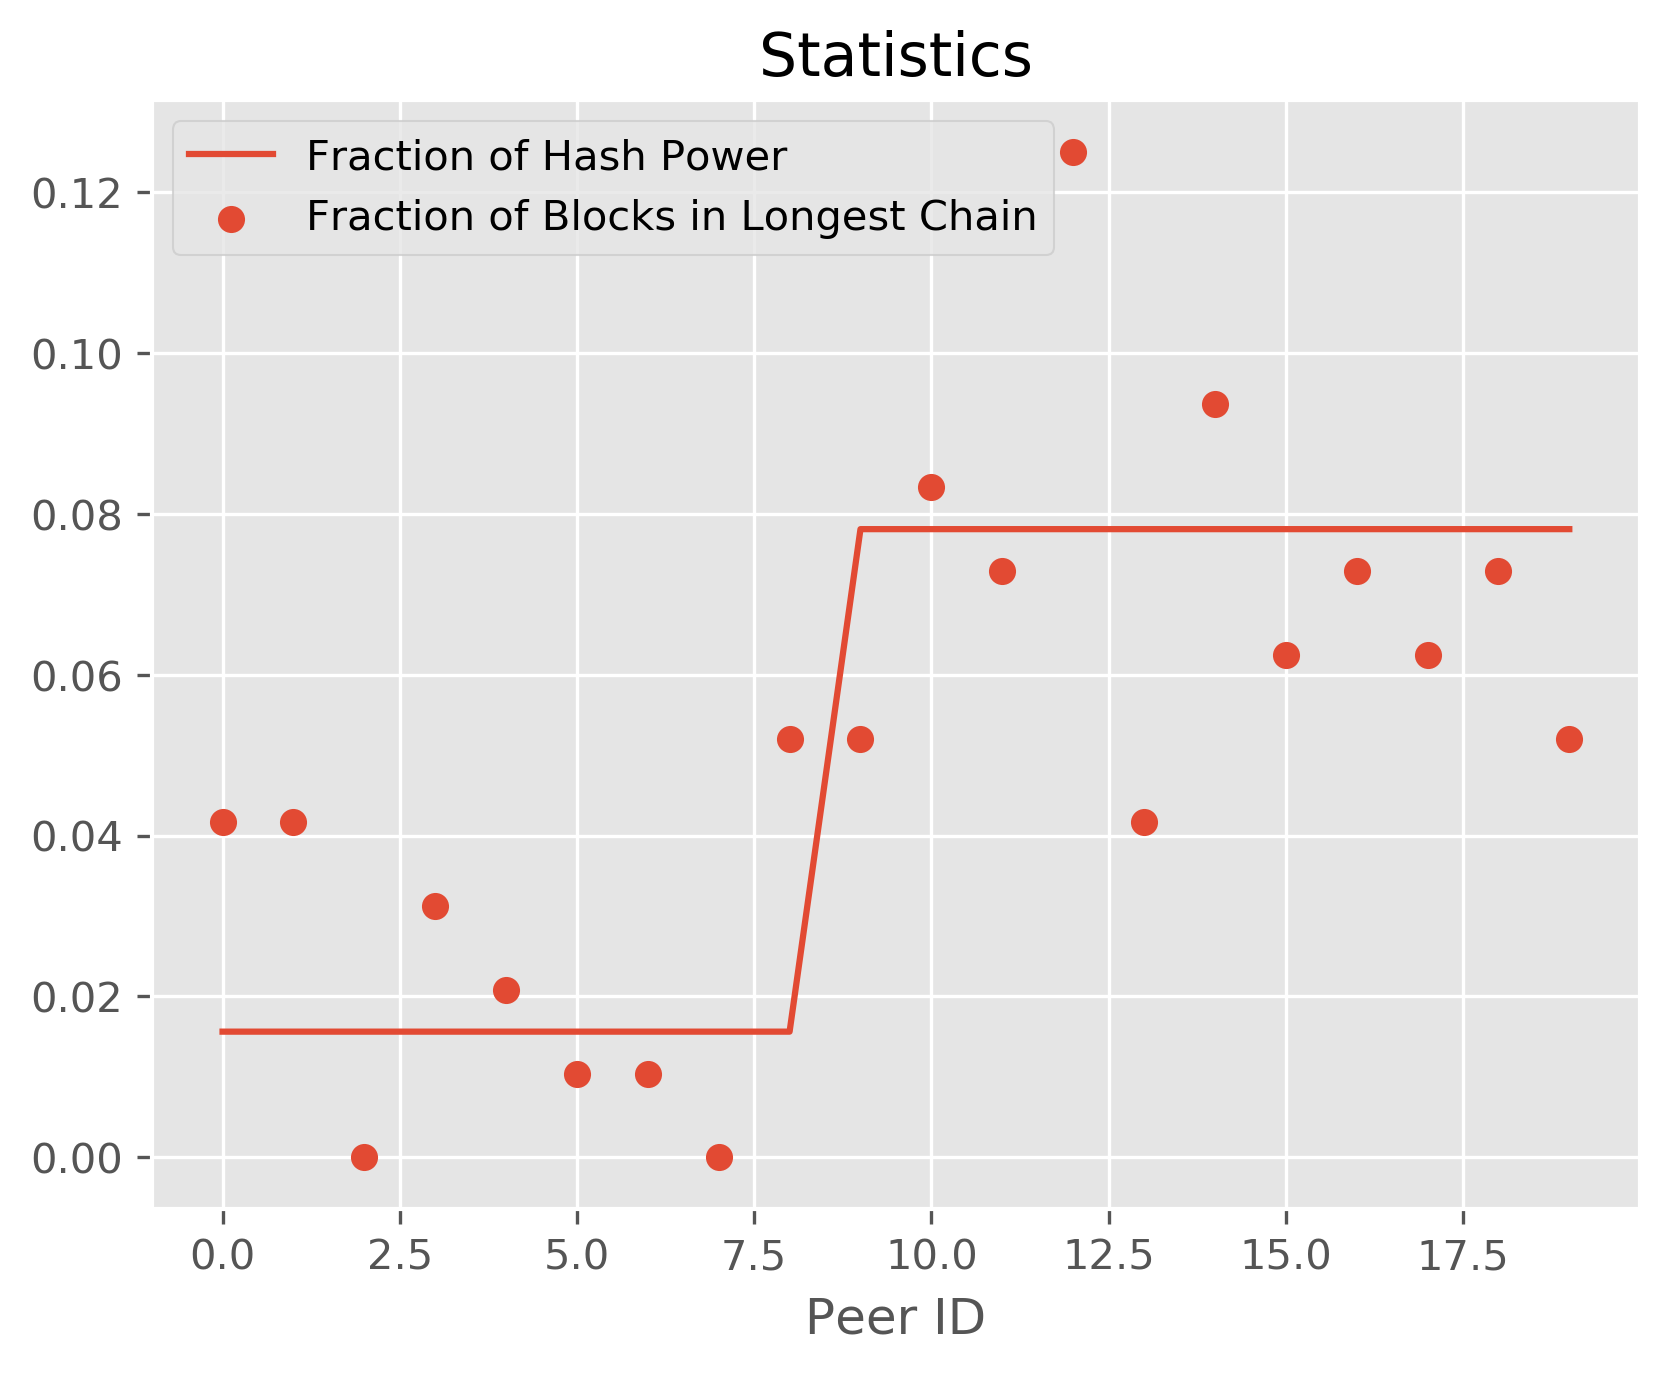 Statistics
Fraction of Hash Power
Fraction of Blocks in Longest Chain
0.12
0.10
0.08
0.06
0.04
0.02
0.00
0.0 2.5 5.0 7.5 10.0 12.5 15.0 17.5
Peer ID